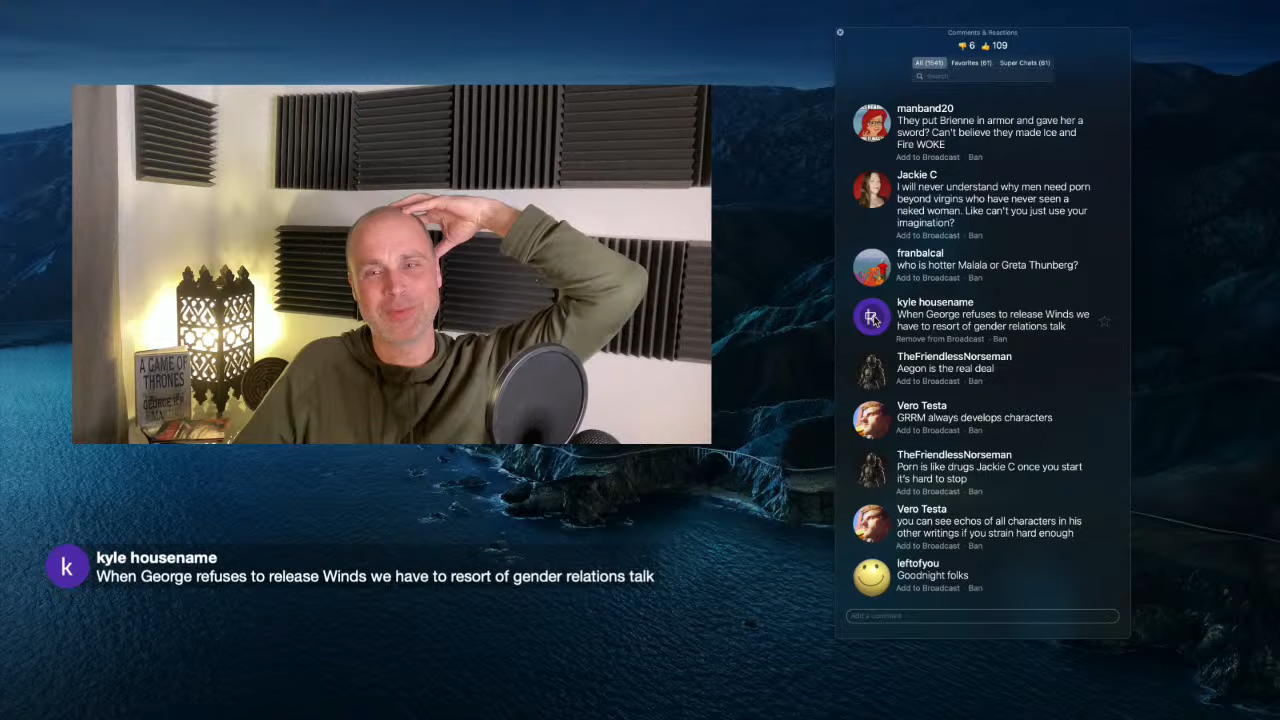 Comments & Reactions
6 109
All (1541) Favorites (61) Super Chats (61)
Search
manband20
They put Brienne in armor and gave her a
sword? Can't believe they made Ice and
Fire WOKE
Add to Broadcast · Ban
Jackie C
I will never understand why men need porn
beyond virgins who have never seen a
naked woman. Like can't you just use your
imagination?
Add to Broadcast · Ban
franbalcal
who is hotter Malala or Greta Thunberg?
Add to Broadcast · Ban
kyle housename
When George refuses to release Winds we
have to resort of gender relations talk
Remove from Broadcast · Ban
TheFriendlessNorseman
Aegon is the real deal
Add to Broadcast · Ban
Vero Testa
GRRM always develops characters
Add to Broadcast · Ban
TheFriendlessNorseman
Porn is like drugs Jackie C once you start
it's hard to stop
Add to Broadcast · Ban
Vero Testa
you can see echos of all characters in his
other writings if you strain hard enough
Add to Broadcast · Ban
leftofyou
Goodnight folks
Add to Broadcast · Ban
Add a comment
A GAME OF
THRONES
GEORGE R.R.
k
kyle housename
When George refuses to release Winds we have to resort of gender relations talk